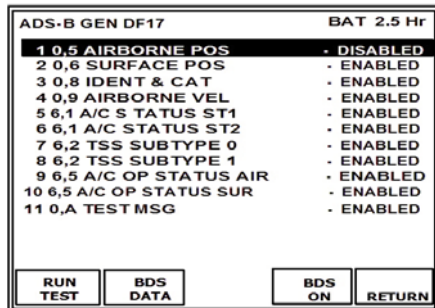 ADS-B GEN DF17 BAT 2.5 Hr
1 0,5 AIRBORNE POS - DISABLED
2 0,6 SURFACE POS - ENABLED
3 0,8 IDENT & CAT - ENABLED
4 0,9 AIRBORNE VEL - ENABLED
5 6,1 A/C S TATUS ST1 - ENABLED
6 6,1 A/C STATUS ST2 - ENABLED
7 6,2 TSS SUBTYPE 0 - ENABLED
8 6,2 TSS SUBTYPE 1 - ENABLED
9 6,5 A/C OP STATUS AIR - ENABLED
10 6,5 A/C OP STATUS SUR - ENABLED
11 0,A TEST MSG - ENABLED
RUN TEST
BDS DATA
BDS ON
RETURN